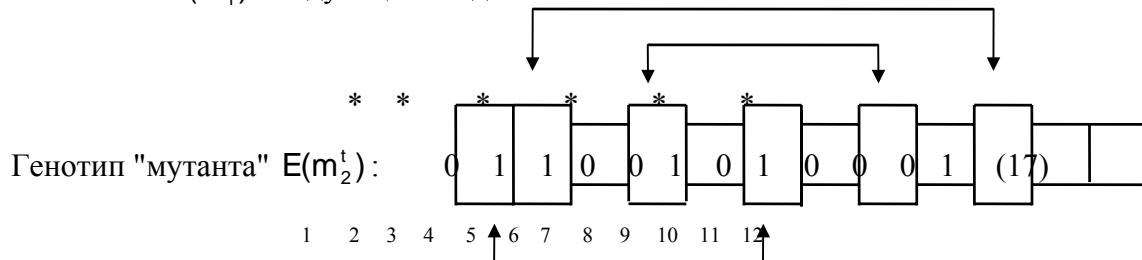 * * * * * *
Генотип "мутанта" E(m₂ᵗ): 0 1 1 0 0 1 0 1 0 0 0 1 (17)
1 2 3 4 5 6 7 8 9 10 11 12